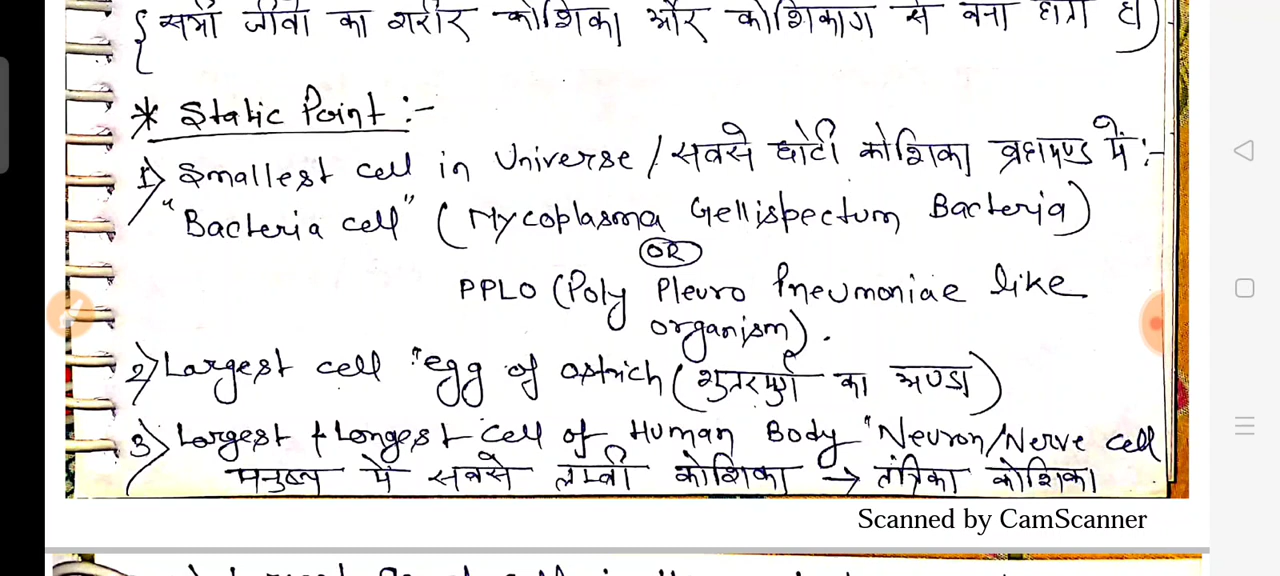 {सभी जीवों का शरीर कोशिका और कोशिकाग से बना होता है)
* Static Point :-
1) Smallest cell in Universe / सबसे छोटी कोशिका ब्रह्मण्ड में :-
"Bacteria cell" (Mycoplasma Gellispectum Bacteria)
OR
PPLO (Poly Pleuro Pneumoniae like
organism).
2) Largest cell "egg of ostrich (शुतरमुर्ग का अण्डा)
3) Largest + Longest Cell of Human Body "Neuron/Nerve cell
मनुष्य में सबसे लम्बी कोशिका → तंत्रिका कोशिका
Scanned by CamScanner